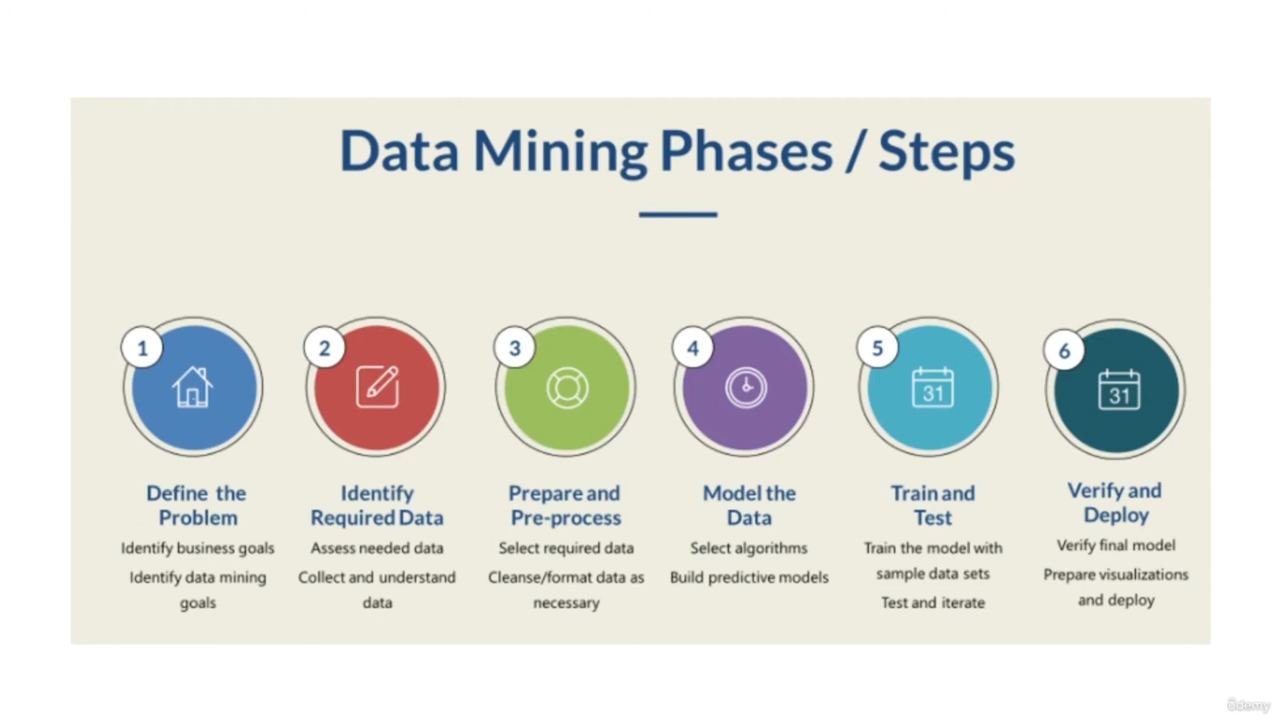 Data Mining Phases / Steps
1
2
3
4
5
31
6
31
Define the
Problem
Identify business goals
Identify data mining
goals
Identify
Required Data
Assess needed data
Collect and understand
data
Prepare and
Pre-process
Select required data
Cleanse/format data as
necessary
Model the
Data
Select algorithms
Build predictive models
Train and
Test
Train the model with
sample data sets
Test and iterate
Verify and
Deploy
Verify final model
Prepare visualizations
and deploy
ûdemy